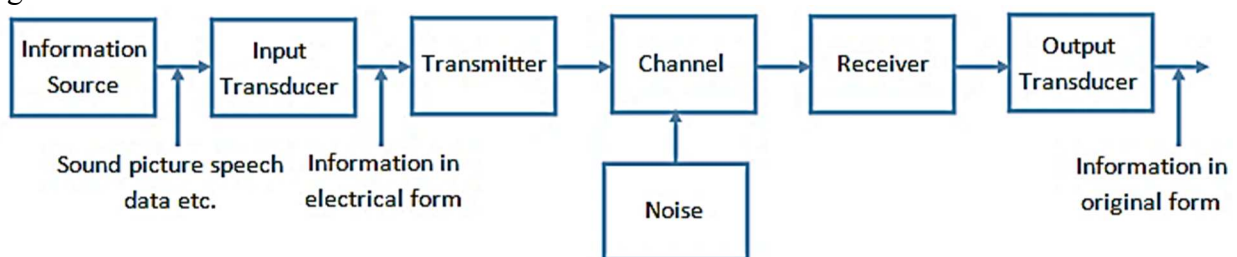 Information
Source
Input
Transducer
Transmitter
Channel
Receiver
Output
Transducer
Sound picture speech
data etc.
Information in
electrical form
Noise
Information in
original form